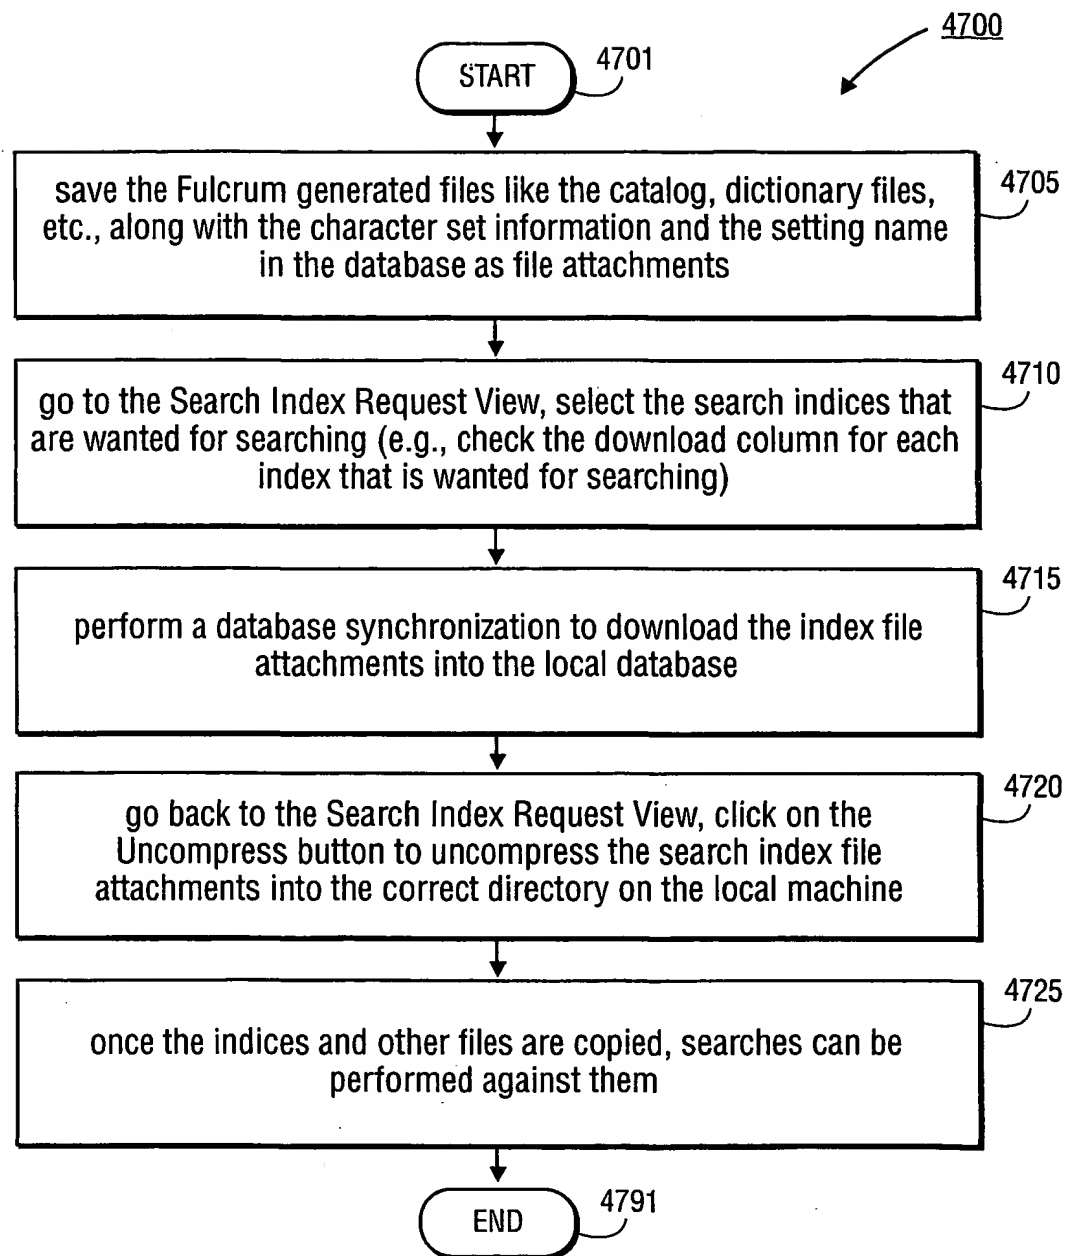 4700
START
4701
save the Fulcrum generated files like the catalog, dictionary files,
etc., along with the character set information and the setting name
in the database as file attachments
4705
go to the Search Index Request View, select the search indices that
are wanted for searching (e.g., check the download column for each
index that is wanted for searching)
4710
perform a database synchronization to download the index file
attachments into the local database
4715
go back to the Search Index Request View, click on the
Uncompress button to uncompress the search index file
attachments into the correct directory on the local machine
4720
once the indices and other files are copied, searches can be
performed against them
4725
END
4791